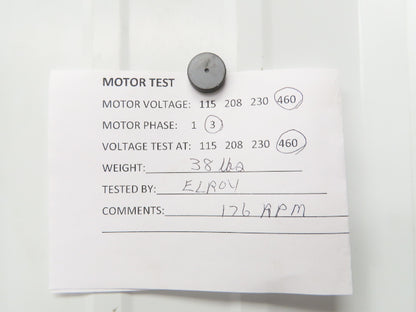 MOTOR TEST
MOTOR VOLTAGE: 115 208 230 460
MOTOR PHASE: 1 3
VOLTAGE TEST AT: 115 208 230 460
WEIGHT: 38 lbs
TESTED BY: ELROY
COMMENTS: 176 RPM